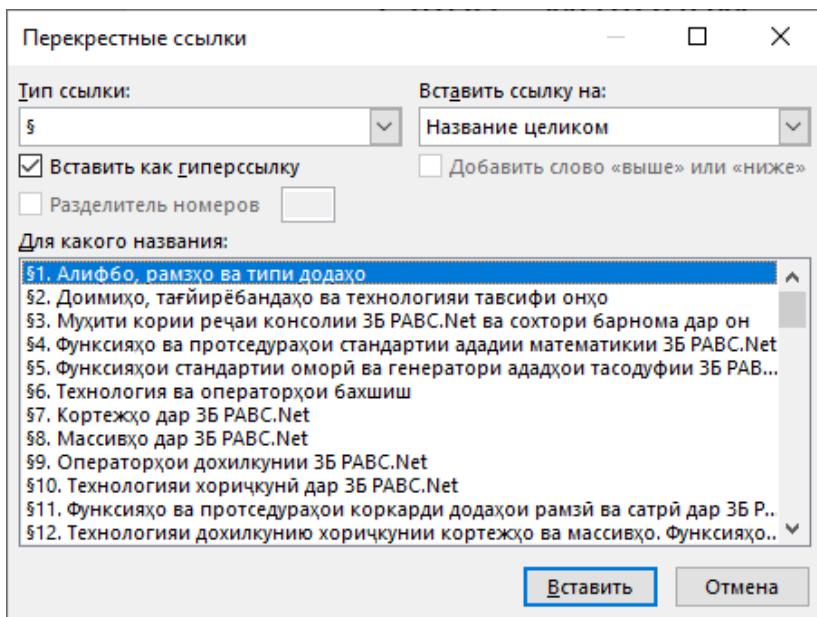 Перекрестные ссылки
Тип ссылки:
Вставить ссылку на:
§
Название целиком
Вставить как гиперссылку
Добавить слово «выше» или «ниже»
Разделитель номеров
Для какого названия:
§1. Алифбо, рамзҳо ва типи додаҳо
§2. Доимиҳо, тағйирёбандаҳо ва технологияи тавсифи онҳо
§3. Муҳити кории речаи консолии ЗБ PABC.Net ва сохтори барнома дар он
§4. Функсияҳо ва протседураҳои стандартии ададии математикии ЗБ PABC.Net
§5. Функсияҳои стандартии оморӣ ва генератори ададҳои тасодуфии ЗБ PAB...
§6. Технология ва операторҳои бахшиш
§7. Кортежҳо дар ЗБ PABC.Net
§8. Массивҳо дар ЗБ PABC.Net
§9. Операторҳои дохилкунии ЗБ PABC.Net
§10. Технологияи хориҷкунӣ дар ЗБ PABC.Net
§11. Функсияҳо ва протседураҳои коркарди додаҳои рамзӣ ва сатрӣ дар ЗБ P...
§12. Технологияи дохилкунию хориҷкунии кортежҳо ва массивҳо. Функсияҳо...
Вставить
Отмена